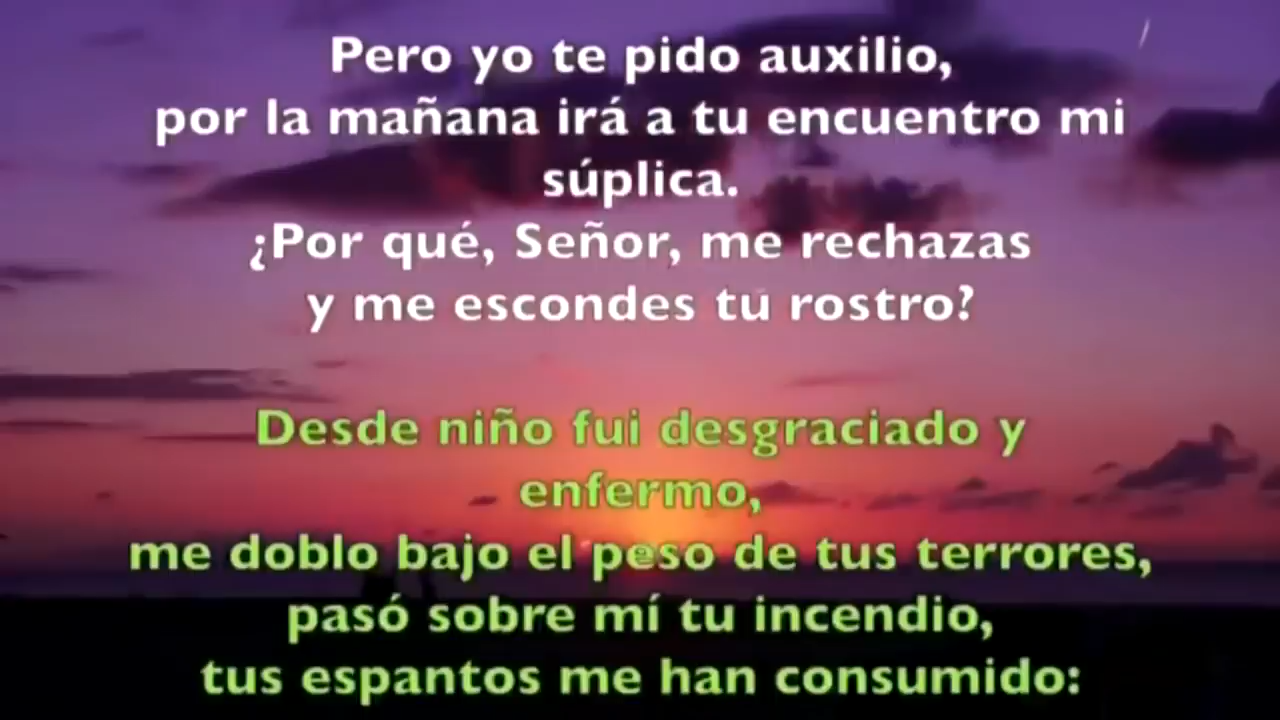 Pero yo te pido auxilio,
por la mañana irá a tu encuentro mi
súplica.
¿Por qué, Señor, me rechazas
y me escondes tu rostro?
Desde niño fui desgraciado y
enfermo,
me doblo bajo el peso de tus terrores,
pasó sobre mí tu incendio,
tus espantos me han consumido: